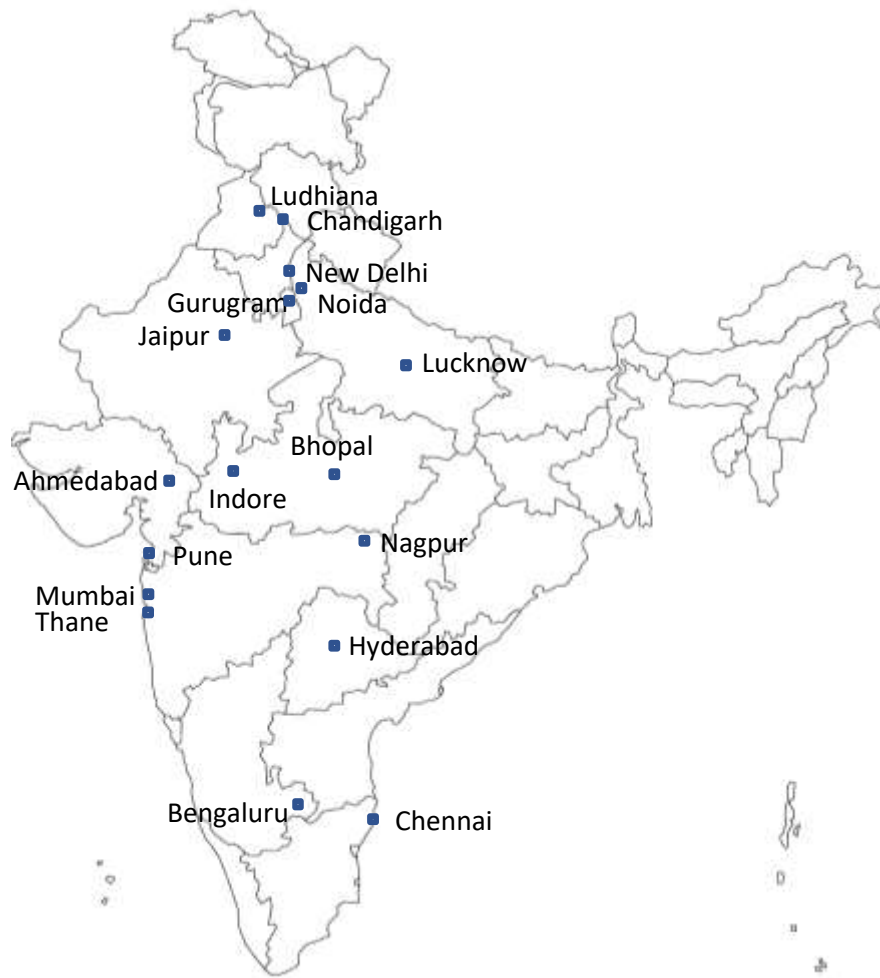 Ludhiana
Chandigarh
New Delhi
Gurugram
Noida
Jaipur
Lucknow
Bhopal
Ahmedabad
Indore
Nagpur
Pune
Mumbai
Thane
Hyderabad
Bengaluru
Chennai